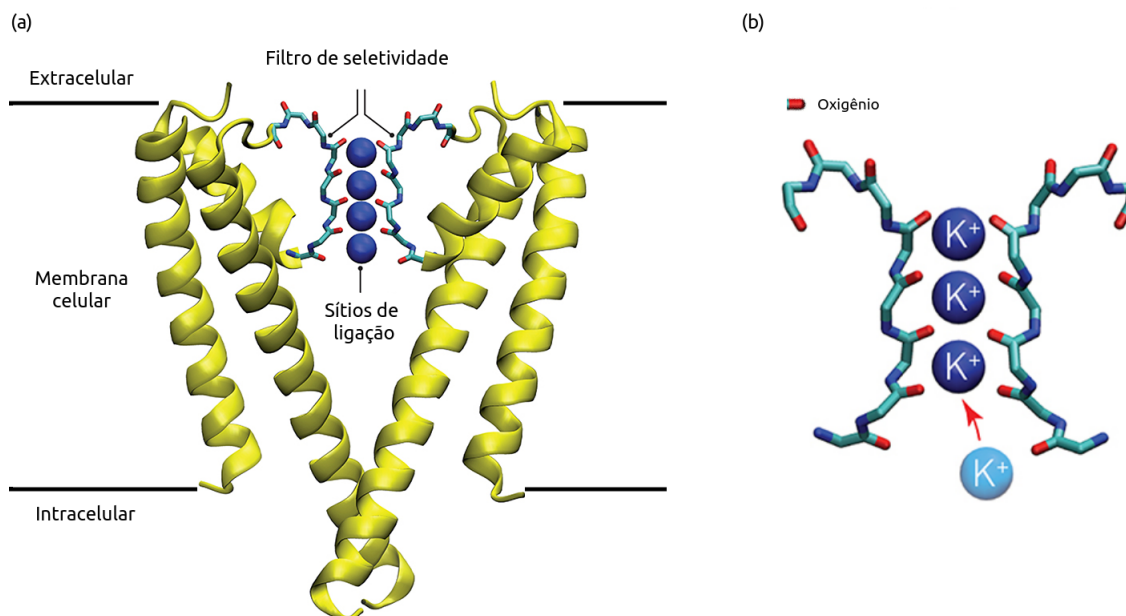 (a)
Filtro de seletividade
Extracelular
Membrana
celular
Sítios de
ligação
Intracelular
(b)
Oxigênio
K+
K+
K+
K+